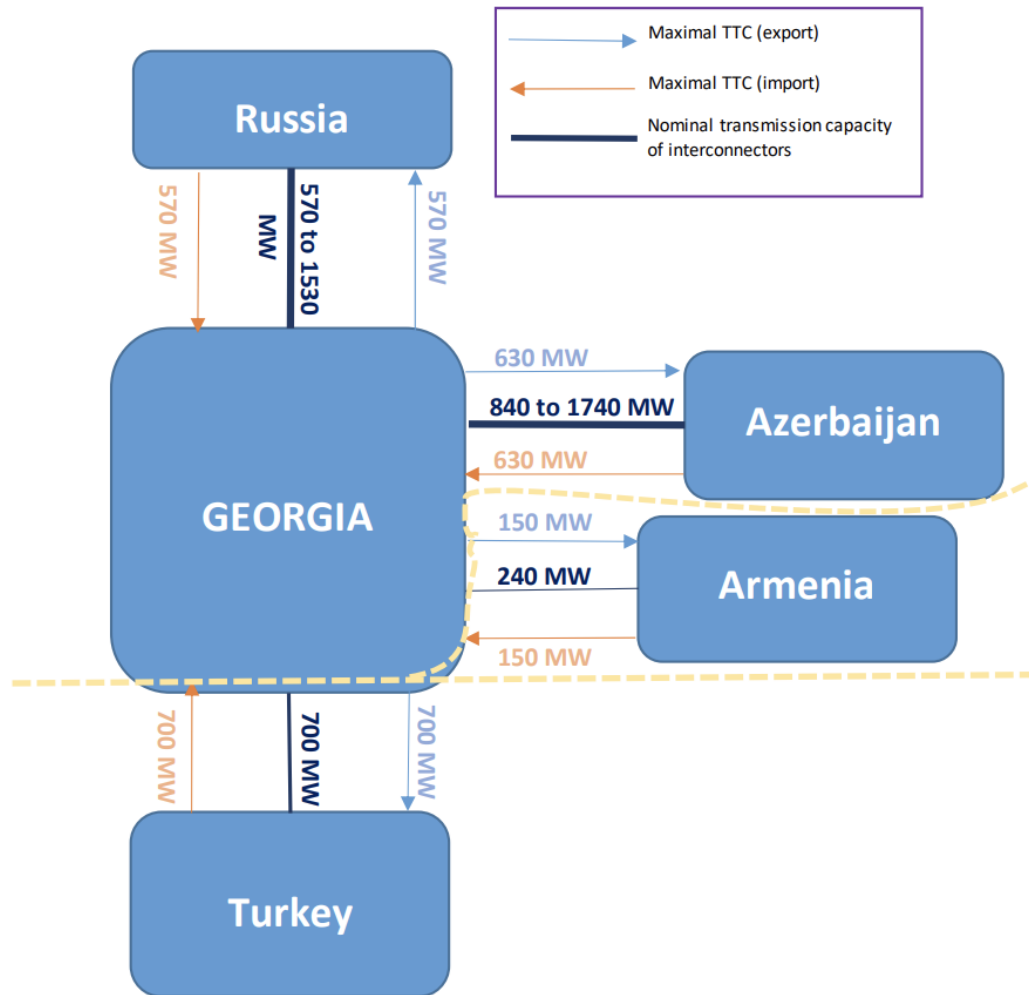 Maximal TTC (export)
Maximal TTC (import)
Nominal transmission capacity
of interconnectors
Russia
570 MW
570 to 1530
MW
570 MW
GEORGIA
630 MW
840 to 1740 MW
630 MW
Azerbaijan
150 MW
240 MW
150 MW
Armenia
700 MW
700 MW
700 MW
Turkey